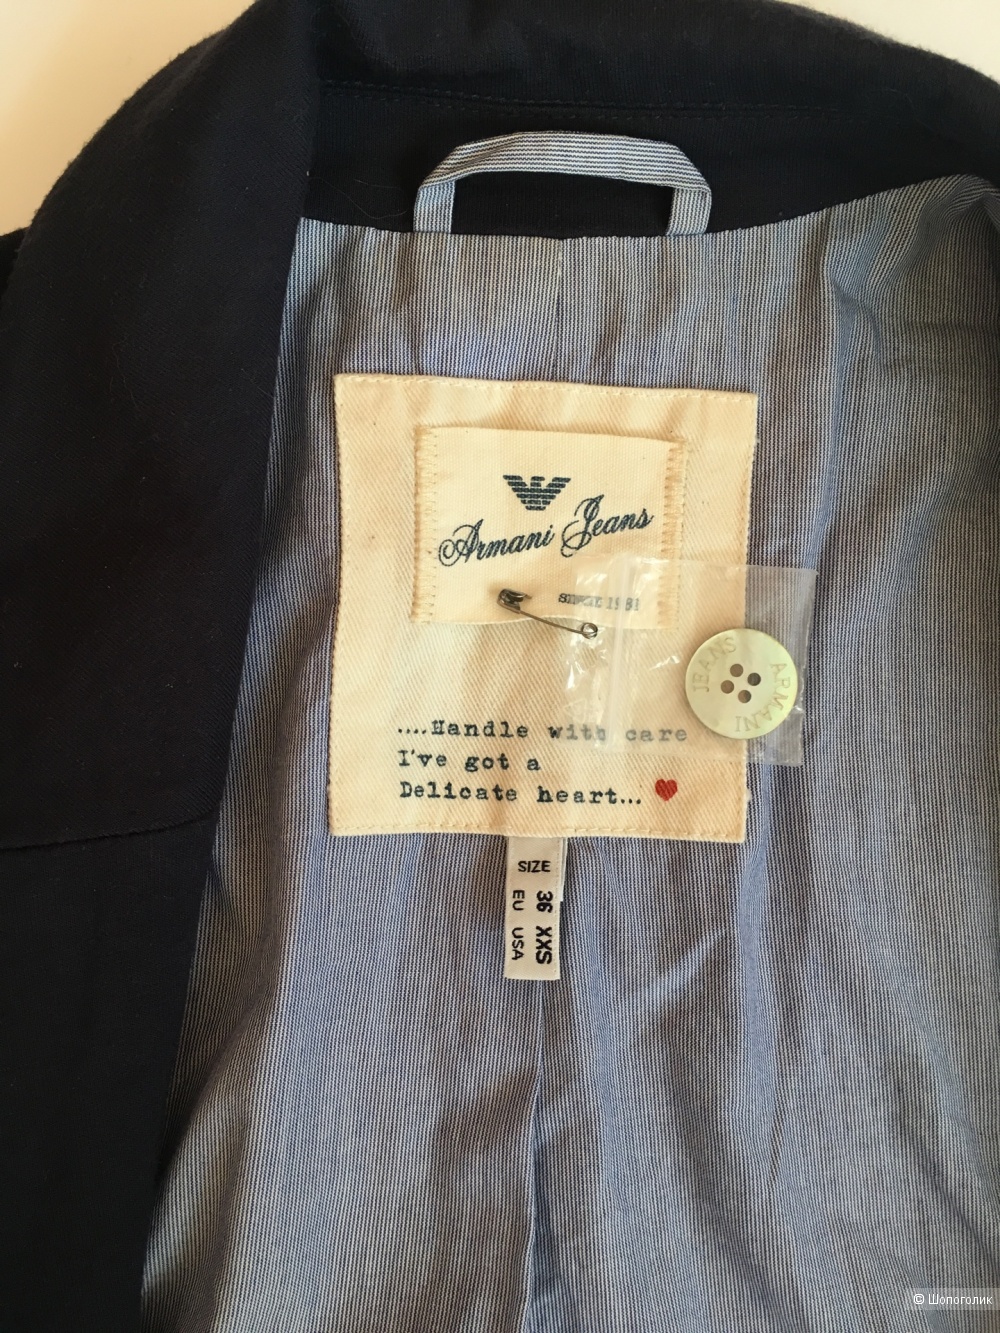 Armani Jeans
SINCE 1981
JEANS ARMANI
....Handle with care
I've got a
Delicate heart...
SIZE
EU 36
USA XXS
© Шопоголик